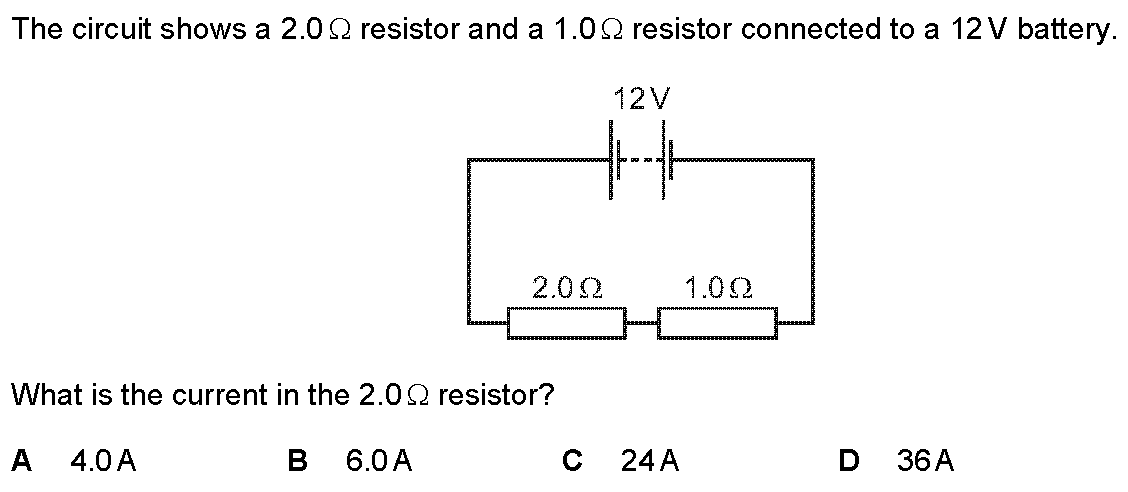 The circuit shows a 2.0 Ω resistor and a 1.0 Ω resistor connected to a 12 V battery.
12 V
2.0 Ω 1.0 Ω
What is the current in the 2.0 Ω resistor?
A 4.0 A B 6.0 A C 24 A D 36 A